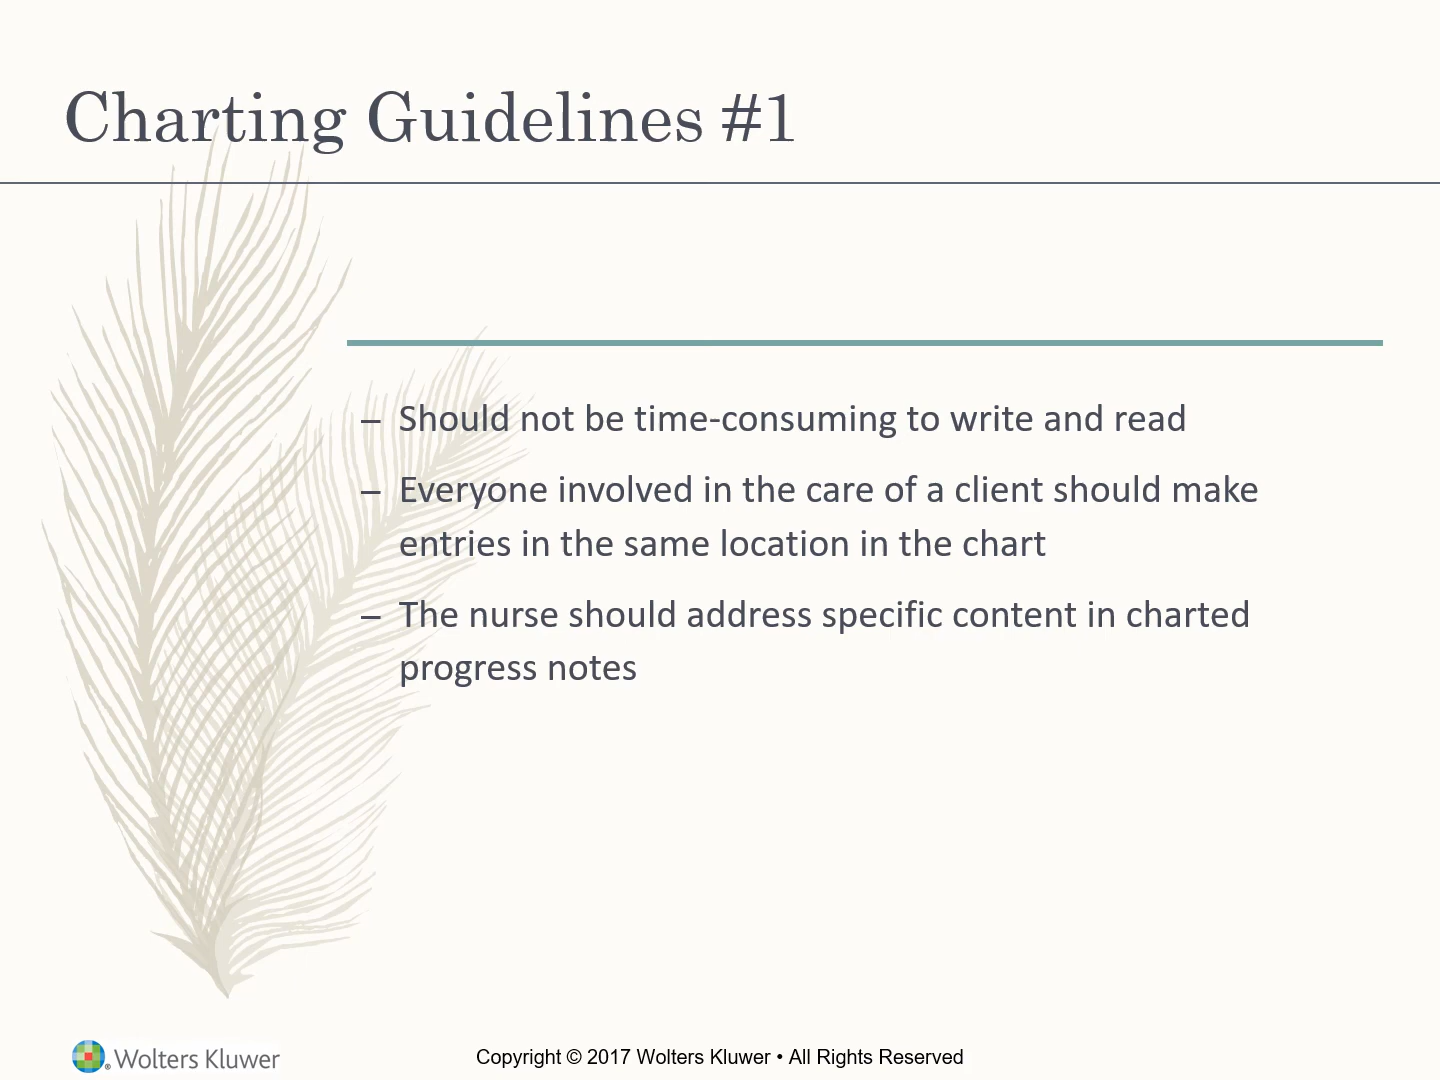 Charting Guidelines #1
– Should not be time-consuming to write and read
– Everyone involved in the care of a client should make
entries in the same location in the chart
– The nurse should address specific content in charted
progress notes
Wolters Kluwer
Copyright © 2017 Wolters Kluwer • All Rights Reserved